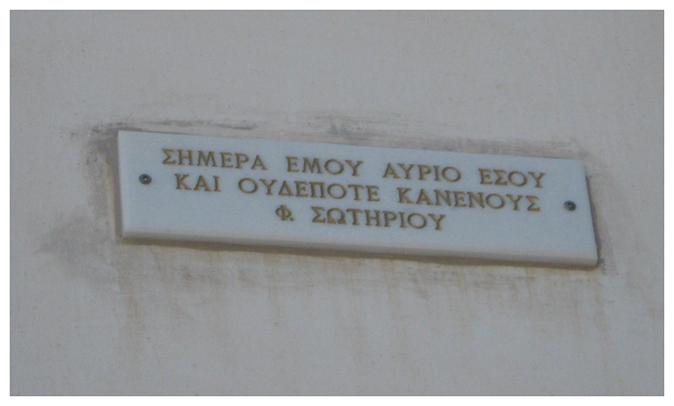 ΣΗΜΕΡΑ ΕΜΟΥ ΑΥΡΙΟ ΕΣΟΥ
ΚΑΙ ΟΥΔΕΠΟΤΕ ΚΑΝΕΝΟΥΣ
Φ. ΣΩΤΗΡΙΟΥ